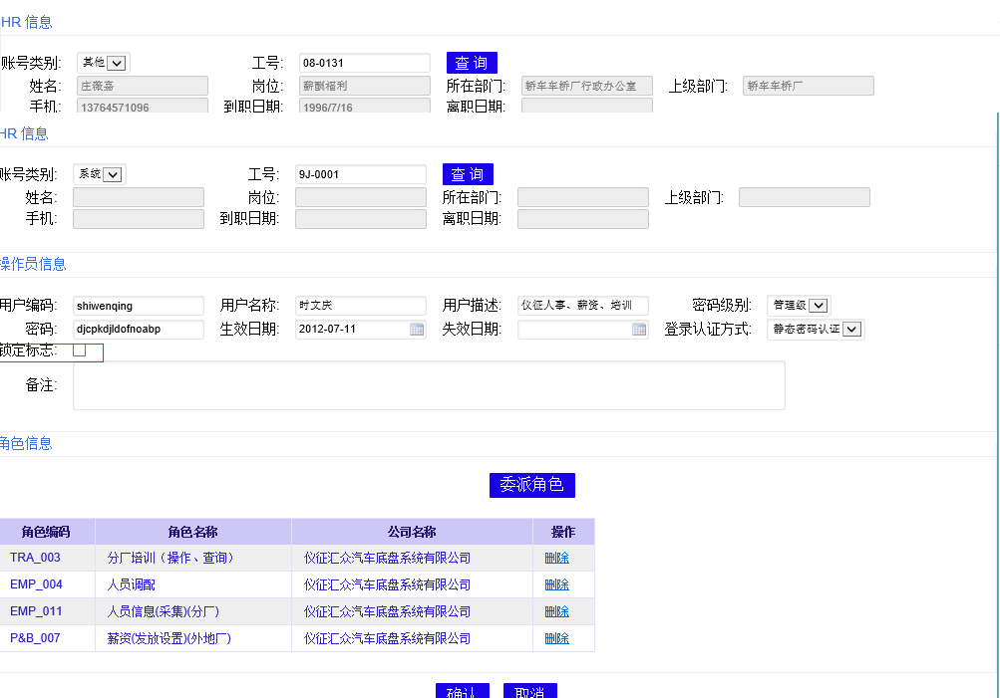 HR 信息
账号类别: 其他 工号: 08-0131 查 询
姓名: 庄薇嘉 岗位: 薪酬福利 所在部门: 轿车车桥厂行政办公室 上级部门: 轿车车桥厂
手机: 13764571096 到职日期: 1996/7/16 离职日期:
HR 信息
账号类别: 系统 工号: 9J-0001 查 询
姓名: 岗位: 所在部门: 上级部门:
手机: 到职日期: 离职日期:
操作员信息
用户编码: shiwenqing 用户名称: 时文庆 用户描述: 仪征人事、薪资、培训 密码级别: 管理级
密码: djcpkdjldofnoabp 生效日期: 2012-07-11 失效日期: 登录认证方式: 静态密码认证
锁定标志:
备注:
角色信息
委派角色
角色编码 角色名称 公司名称 操作
TRA_003 分厂培训（操作、查询） 仪征汇众汽车底盘系统有限公司 删除
EMP_004 人员调配 仪征汇众汽车底盘系统有限公司 删除
EMP_011 人员信息(采集)(分厂) 仪征汇众汽车底盘系统有限公司 删除
P&B_007 薪资(发放设置)(外地厂) 仪征汇众汽车底盘系统有限公司 删除
确认 取消